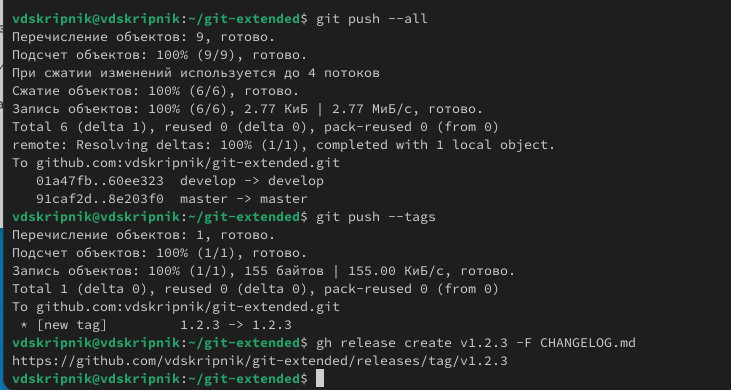 vdskripnik@vdskripnik:~/git-extended$ git push --all
Перечисление объектов: 9, готово.
Подсчет объектов: 100% (9/9), готово.
При сжатии изменений используется до 4 потоков
Сжатие объектов: 100% (6/6), готово.
Запись объектов: 100% (6/6), 2.77 КиБ | 2.77 МиБ/с, готово.
Total 6 (delta 1), reused 0 (delta 0), pack-reused 0 (from 0)
remote: Resolving deltas: 100% (1/1), completed with 1 local object.
To github.com:vdskripnik/git-extended.git
   01a47fb..60ee323  develop -> develop
   91caf2d..8e203f0  master -> master
vdskripnik@vdskripnik:~/git-extended$ git push --tags
Перечисление объектов: 1, готово.
Подсчет объектов: 100% (1/1), готово.
Запись объектов: 100% (1/1), 155 байтов | 155.00 КиБ/с, готово.
Total 1 (delta 0), reused 0 (delta 0), pack-reused 0 (from 0)
To github.com:vdskripnik/git-extended.git
 * [new tag]         1.2.3 -> 1.2.3
vdskripnik@vdskripnik:~/git-extended$ gh release create v1.2.3 -F CHANGELOG.md
https://github.com/vdskripnik/git-extended/releases/tag/v1.2.3
vdskripnik@vdskripnik:~/git-extended$